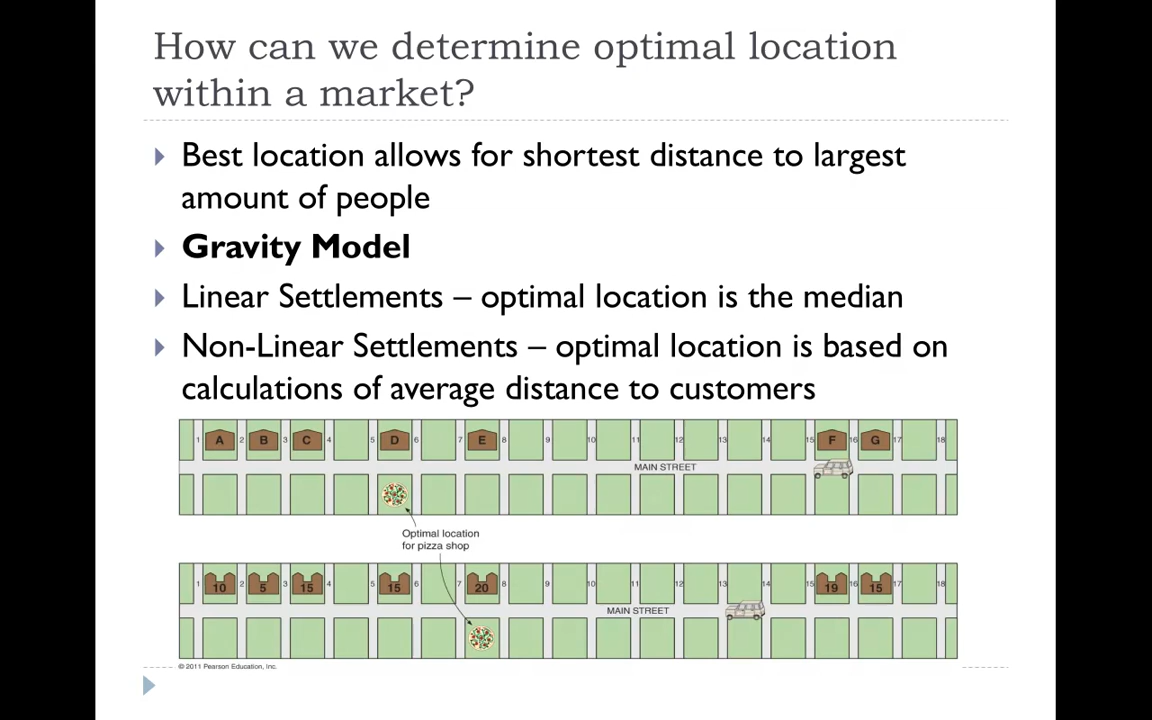 How can we determine optimal location
within a market?
Best location allows for shortest distance to largest
amount of people
Gravity Model
Linear Settlements – optimal location is the median
Non-Linear Settlements – optimal location is based on
calculations of average distance to customers
1 A 2 B 3 C 4 5 D 6 7 E 8 9 10 11 12 13 14 15 F 16 G 17 18
MAIN STREET
Optimal location
for pizza shop
1 10 2 5 3 15 4 5 15 6 7 20 8 9 10 11 12 13 14 15 19 16 15 17 18
MAIN STREET
© 2011 Pearson Education, Inc.